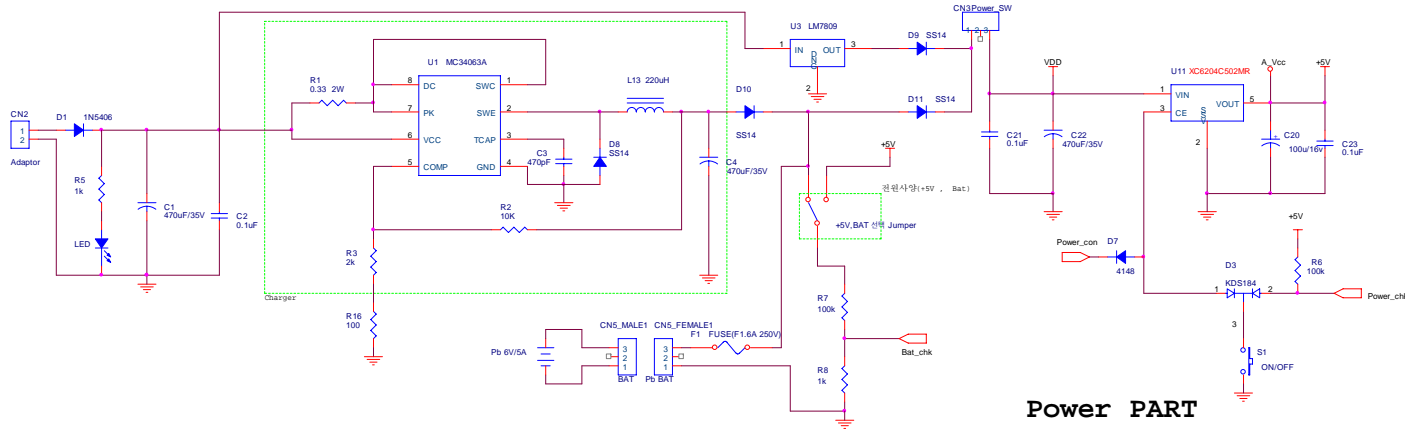 CN3Power_SW
1 2 3
U3 LM7809
1 IN OUT 3
GND
2
D9 SS14
CN2
1
2
Adaptor
D1 1N5406
R5
1k
LED
C1
470uF/35V
C2
0.1uF
R1
0.33 2W
U1 MC34063A
8 DC SWC 1
7 PK SWE 2
6 VCC TCAP 3
5 COMP GND 4
L13 220uH
C3
470pF
D8
SS14
D10
SS14
D11 SS14
C4
470uF/35V
R2
10K
R3
2k
R16
100
Charger
+5V
전원사양(+5V , Bat)
+5V,BAT 선택 Jumper
VDD
C21
0.1uF
C22
470uF/35V
U11 XC6204C502MR
1 VIN
3 CE
VOUT 5
VSS
2
A_Vcc
+5V
C20
100u/16v
C23
0.1uF
+5V
R6
100k
Power_con
D7
4148
D3
KDS184
1 2
3
S1
ON/OFF
R7
100k
Bat_chk
R8
1k
Pb 6V/5A
CN5_MALE1
3
2
1
BAT
CN5_FEMALE1
3
2
1
Pb BAT
F1 FUSE(F1.6A 250V)
Power PART